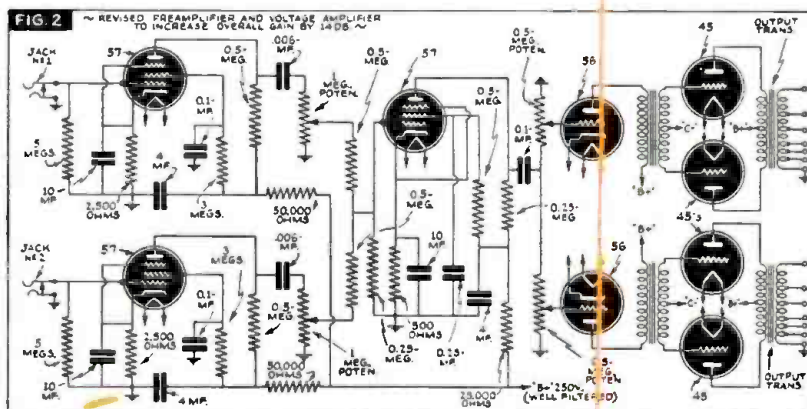 FIG. 2
~ REVISED PREAMPLIFIER AND VOLTAGE AMPLIFIER
TO INCREASE OVERALL GAIN BY 14 DB. ~
JACK
Nº1
57
5
MEGS.
10
MF.
2,500
OHMS
0.1-
MF.
4
MF.
3
MEGS.
0.5-
MEG.
.006-
MF.
1
MEG.
POTEN.
50,000
OHMS
0.5-
MEG.
57
0.5-
MEG.
0.5-
MEG.
0.1-
MF.
0.25-
MEG.
0.5-
MEG.
POTEN.
56
45
OUTPUT
TRANS.
"C-"
"B+"
"B+"
45's
JACK
Nº2
57
5
MEGS.
10
MF.
2,500
OHMS
0.1-
MF.
4 MF.
3
MEGS.
0.5-
MEG.
.006-
MF.
1
MEG.
POTEN.
50,000
OHMS
0.5-
MEG.
0.25-
MEG.
10
MF.
500
OHMS
0.25-
MF.
MF.
25,000
OHMS
"B+" 250V.
(WELL FILTERED)
MEG.
POTEN.
56
"B+"
"C-"
"B+"
45
OUTPUT
TRANS.